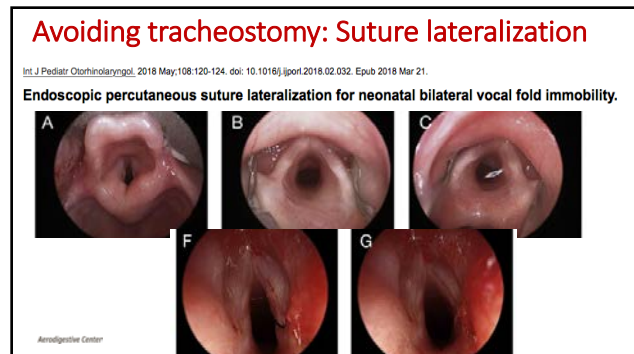 Avoiding tracheostomy: Suture lateralization
Int J Pediatr Otorhinolaryngol. 2018 May;108:120-124. doi: 10.1016/j.ijporl.2018.02.032. Epub 2018 Mar 21.
Endoscopic percutaneous suture lateralization for neonatal bilateral vocal fold immobility.
A B C
F G
Aerodigestive Center